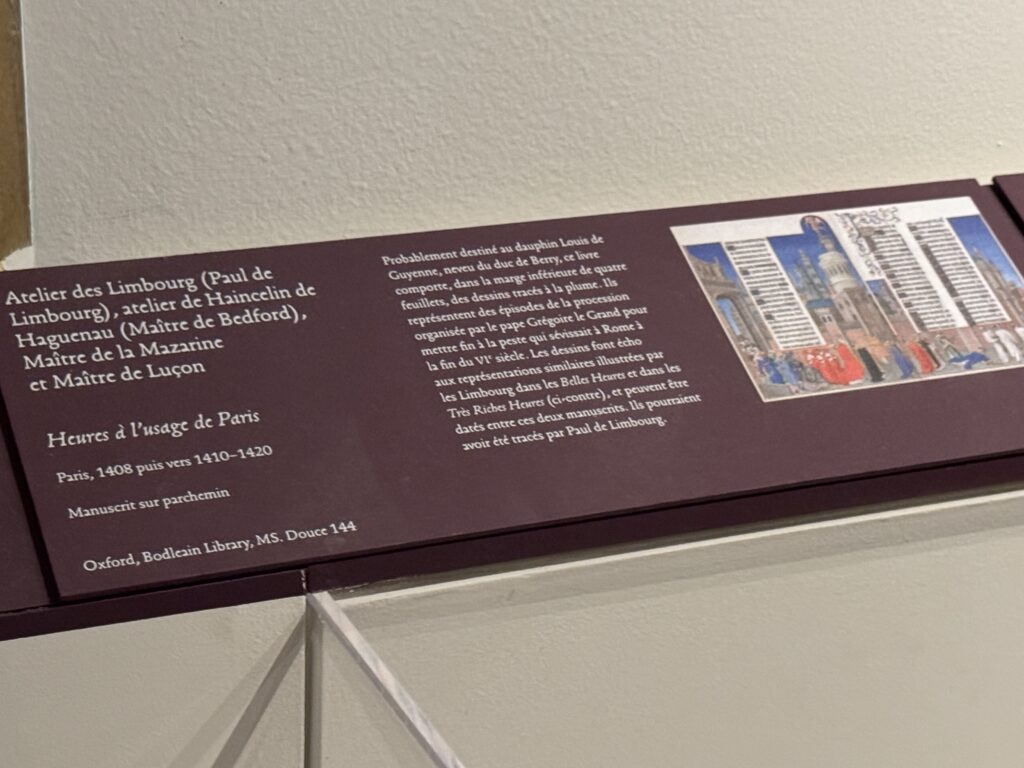 Atelier des Limbourg (Paul de
Limbourg), atelier de Haincelin de
Haguenau (Maître de Bedford),
Maître de la Mazarine
et Maître de Luçon
Heures à l'usage de Paris
Paris, 1408 puis vers 1410–1420
Manuscrit sur parchemin
Oxford, Bodleain Library, MS. Douce 144
Probablement destiné au dauphin Louis de
Guyenne, neveu du duc de Berry, ce livre
comporte, dans la marge inférieure de quatre
feuillets, des dessins tracés à la plume. Ils
représentent des épisodes de la procession
organisée par le pape Grégoire le Grand pour
mettre fin à la peste qui sévissait à Rome à
la fin du VIe siècle. Les dessins font écho
aux représentations similaires illustrées par
les Limbourg dans les Belles Heures et dans les
Très Riches Heures (ci-contre), et peuvent être
datés entre ces deux manuscrits. Ils pourraient
avoir été tracés par Paul de Limbourg.